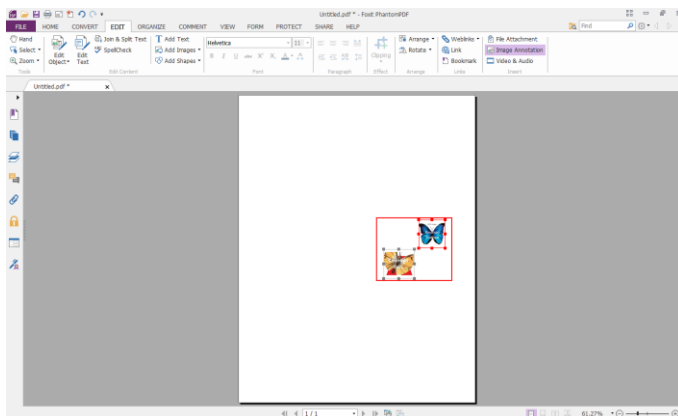 Untitled.pdf * - Foxit PhantomPDF
FILE HOME CONVERT EDIT ORGANIZE COMMENT VIEW FORM PROTECT SHARE HELP Find
Hand
Select
Zoom
Tools
Edit Object
Edit Text
Join & Split Text
SpellCheck
Edit Content
Add Text
Add Images
Add Shapes
Helvetica
B I U
Font
Paragraph
Clipping
Effect
Arrange
Rotate
Arrange
Weblinks
Link
Bookmark
Links
File Attachment
Image Annotation
Video & Audio
Insert
Untitled.pdf * x
1 / 1
61.27%